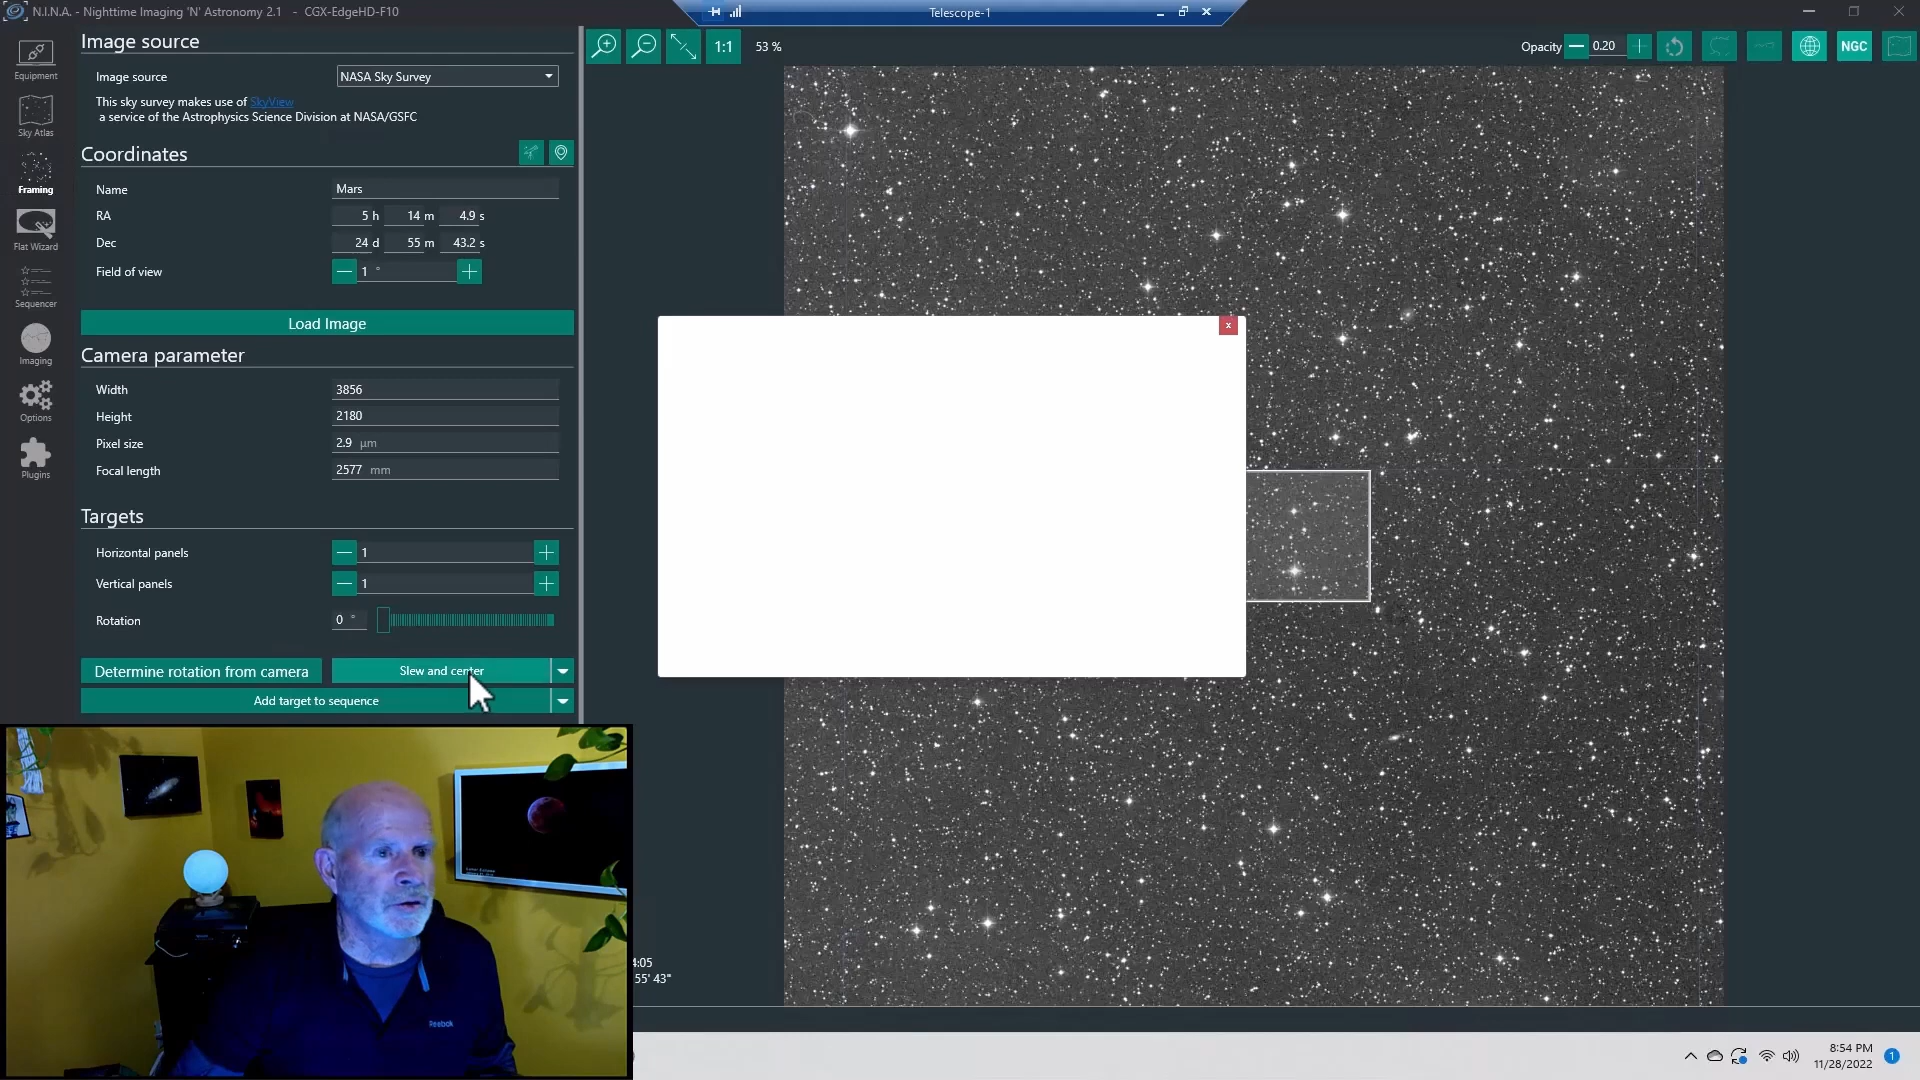 N.I.N.A. - Nighttime Imaging 'N' Astronomy 2.1 - CGX-EdgeHD-F10
Telescope-1
Equipment
Sky Atlas
Framing
Flat Wizard
Sequencer
Imaging
Options
Plugins
Image source
Image source
NASA Sky Survey
This sky survey makes use of SkyView
a service of the Astrophysics Science Division at NASA/GSFC
Coordinates
Name
Mars
RA
5 h 14 m 4.9 s
Dec
24 d 55 m 43.2 s
Field of view
1 °
Load Image
Camera parameter
Width
3856
Height
2180
Pixel size
2.9 µm
Focal length
2577 mm
Targets
Horizontal panels
1
Vertical panels
1
Rotation
0 °
Determine rotation from camera
Slew and center
Add target to sequence
1:1
53 %
Opacity
0.20
NGC
x
4:05
55' 43"
Reebok
8:54 PM
11/28/2022
1